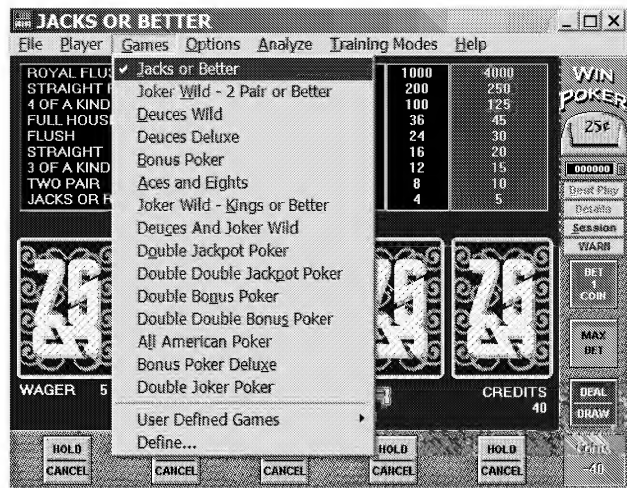 JACKS OR BETTER
File Player Games Options Analyze Training Modes Help
ROYAL FLUS
STRAIGHT F
4 OF A KIND
FULL HOUS
FLUSH
STRAIGHT
3 OF A KIND
TWO PAIR
JACKS OR
✓ Jacks or Better
Joker Wild - 2 Pair or Better
Deuces Wild
Deuces Deluxe
Bonus Poker
Aces and Eights
Joker Wild - Kings or Better
Deuces And Joker Wild
Double Jackpot Poker
Double Double Jackpot Poker
Double Bonus Poker
Double Double Bonus Poker
All American Poker
Bonus Poker Deluxe
Double Joker Poker
User Defined Games
Define...
1000 4000
200 250
100 125
36 45
24 30
16 20
12 15
8 10
4 5
WIN
POKER
25¢
000000
Best Play
Details
Session
WARN
BET
1
COIN
MAX
BET
DEAL
DRAW
WAGER 5
CREDITS
40
HOLD HOLD HOLD
CANCEL CANCEL CANCEL CANCEL CANCEL
-40